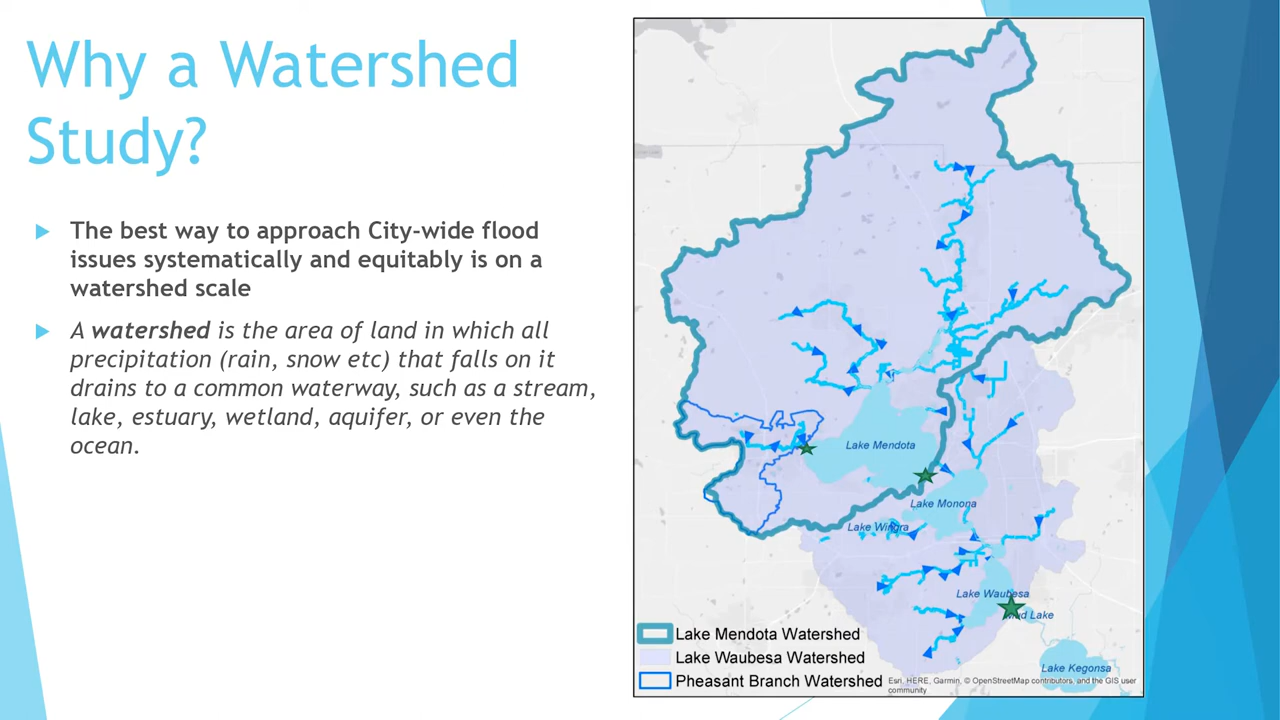 Why a Watershed
Study?
The best way to approach City-wide flood
issues systematically and equitably is on a
watershed scale
A watershed is the area of land in which all
precipitation (rain, snow etc) that falls on it
drains to a common waterway, such as a stream,
lake, estuary, wetland, aquifer, or even the
ocean.
Lake Mendota
Lake Monona
Lake Wingra
Lake Waubesa
Mud Lake
Lake Kegonsa
Lake Mendota Watershed
Lake Waubesa Watershed
Pheasant Branch Watershed
Esri, HERE, Garmin, © OpenStreetMap contributors, and the GIS user
community